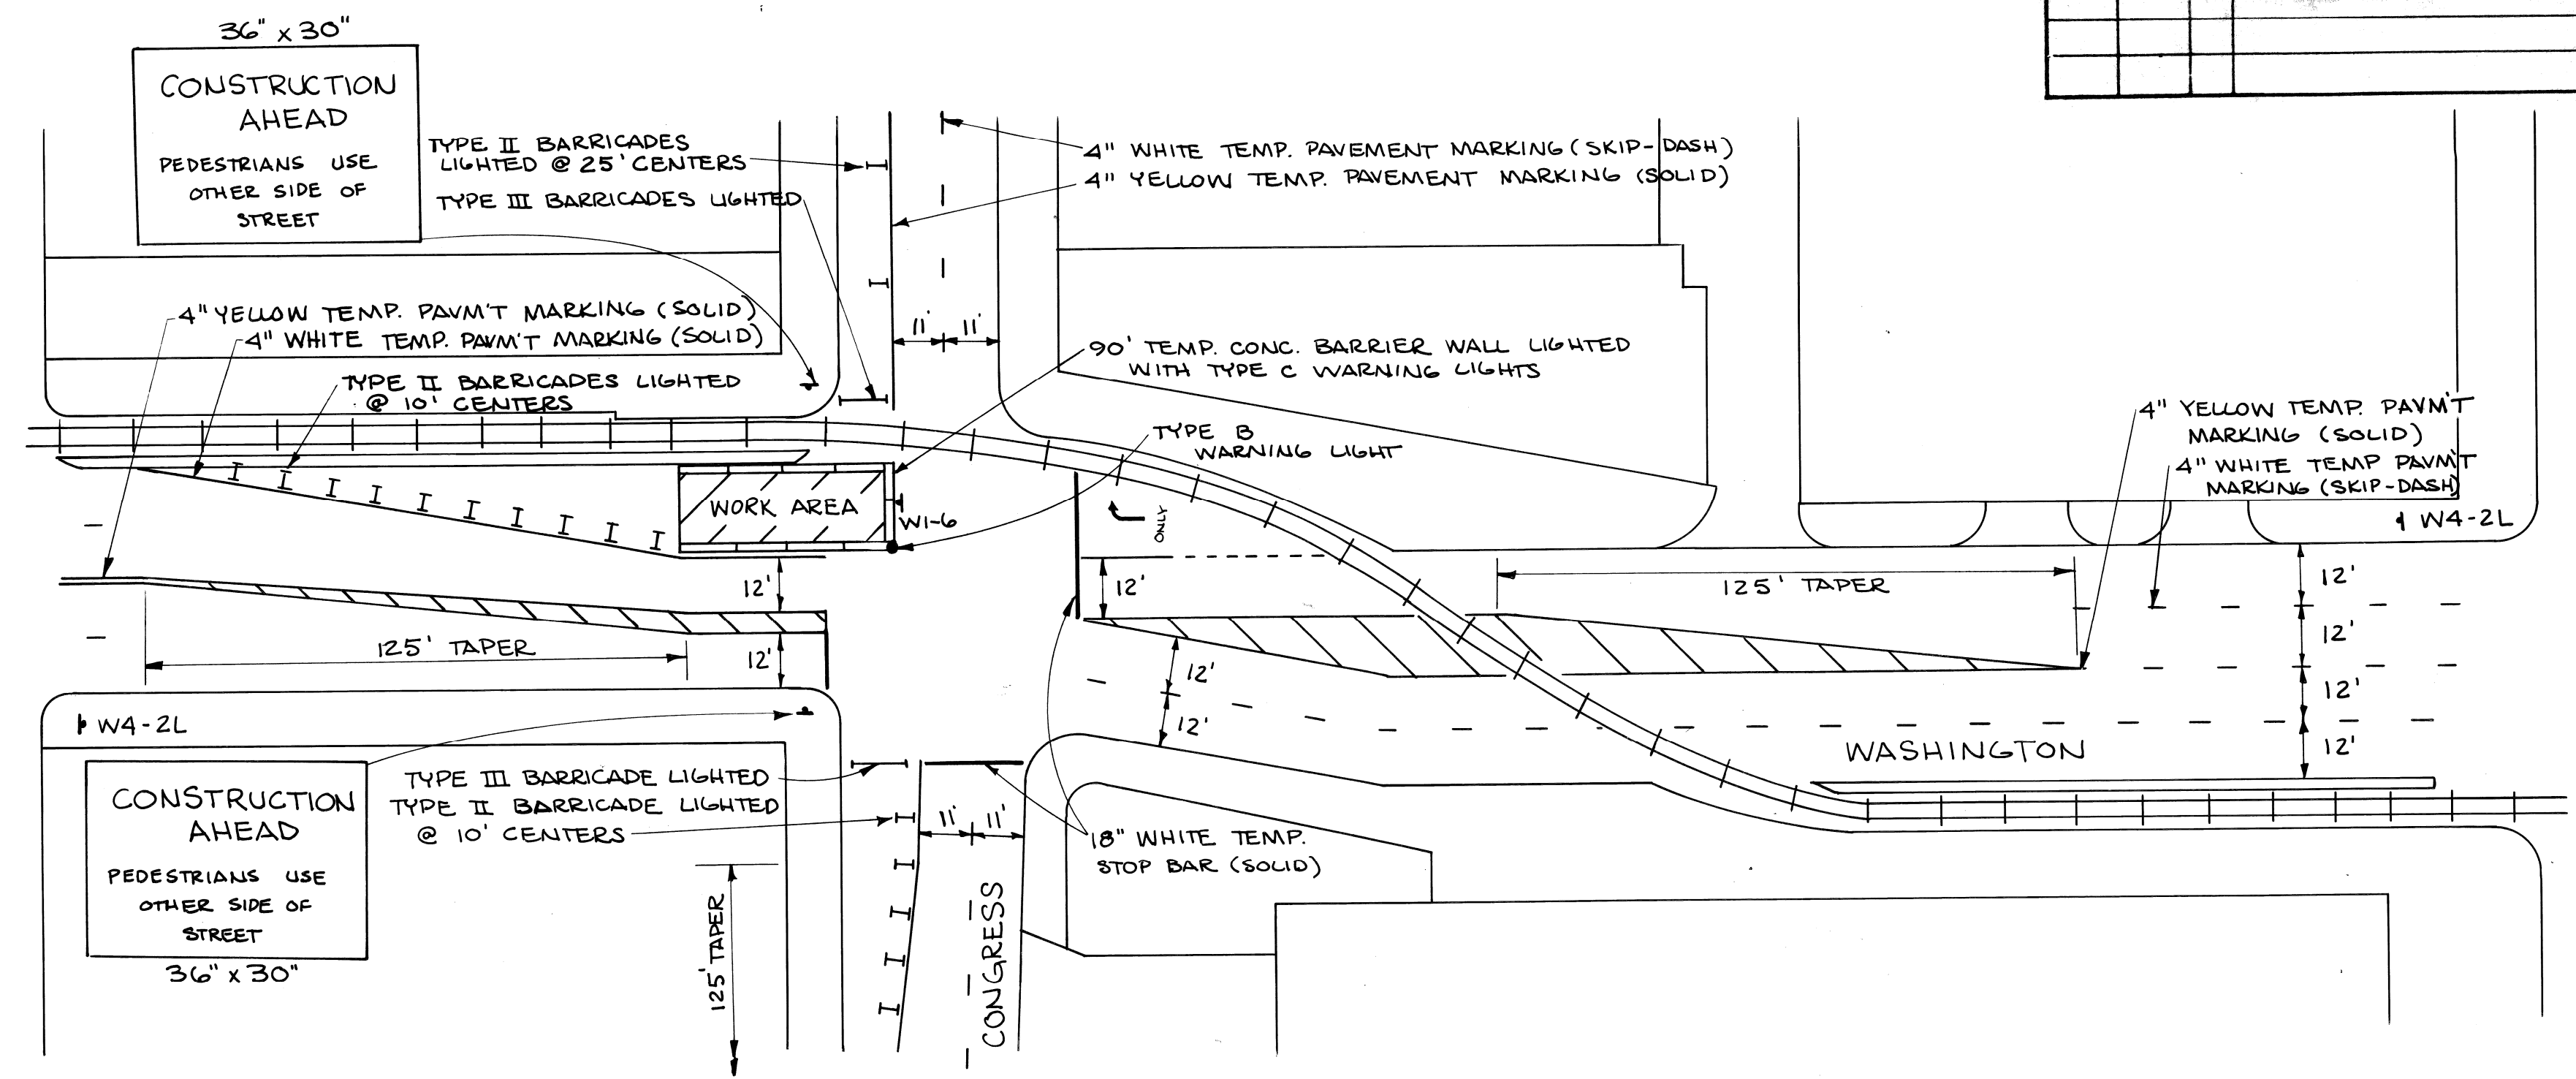 36" x 30"
CONSTRUCTION
AHEAD
PEDESTRIANS USE
OTHER SIDE OF
STREET
TYPE II BARRICADES
LIGHTED @ 25' CENTERS
TYPE III BARRICADES LIGHTED
4" WHITE TEMP. PAVEMENT MARKING (SKIP-DASH)
4" YELLOW TEMP. PAVEMENT MARKING (SOLID)
4" YELLOW TEMP. PAVM'T MARKING (SOLID)
4" WHITE TEMP. PAVM'T MARKING (SOLID)
TYPE II BARRICADES LIGHTED
@ 10' CENTERS
11'
11'
90' TEMP. CONC. BARRIER WALL LIGHTED
WITH TYPE C WARNING LIGHTS
TYPE B
WARNING LIGHT
4" YELLOW TEMP. PAVM'T
MARKING (SOLID)
4" WHITE TEMP PAVM'T
MARKING (SKIP-DASH)
W4-2L
WORK AREA
W1-6
ONLY
12'
12'
125' TAPER
12'
12'
12'
12'
125' TAPER
12'
12'
12'
WASHINGTON
W4-2L
CONSTRUCTION
AHEAD
PEDESTRIANS USE
OTHER SIDE OF
STREET
36" x 30"
TYPE III BARRICADE LIGHTED
TYPE II BARRICADE LIGHTED
@ 10' CENTERS
11'
11'
18" WHITE TEMP.
STOP BAR (SOLID)
125' TAPER
CONGRESS